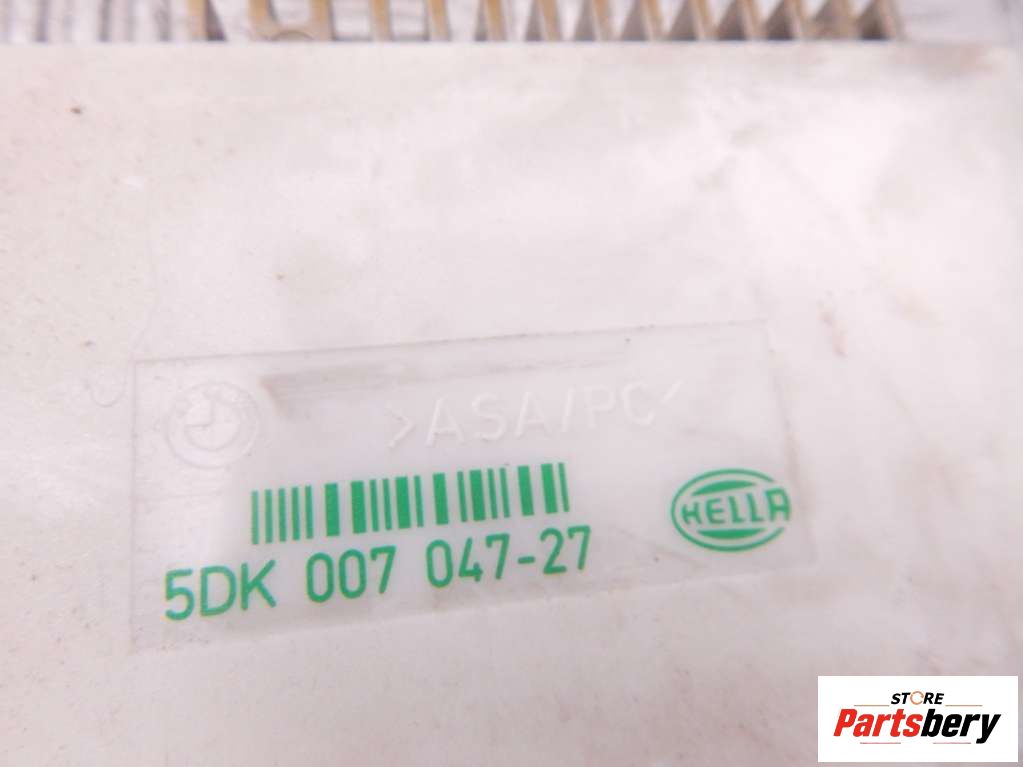 >ASA/PC<
5DK 007 047-27
HELLA
STORE
Partsbery